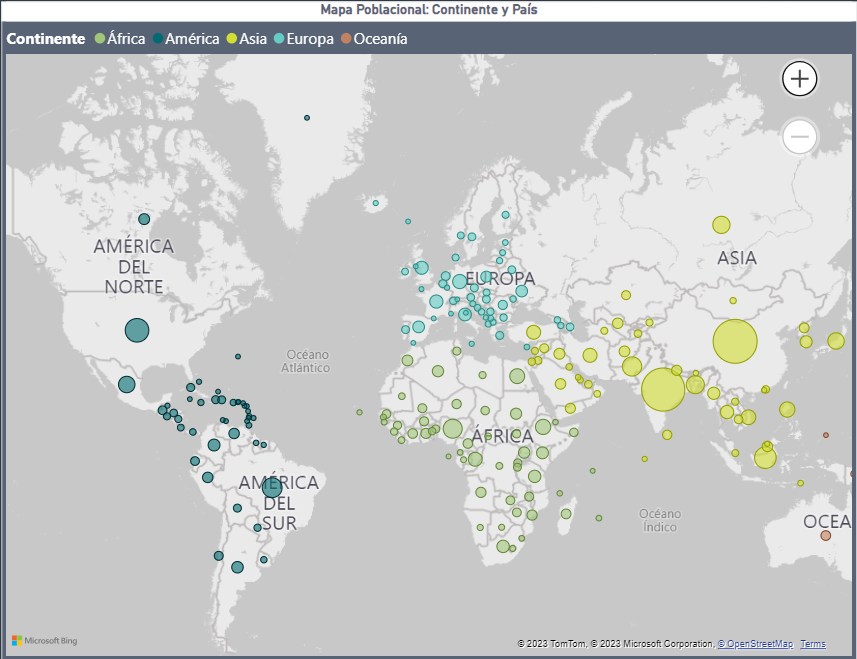 Mapa Poblacional: Continente y País
Continente África América Asia Europa Oceanía
AMÉRICA
DEL
NORTE
EUROPA
ASIA
Océano
Atlántico
ÁFRICA
AMÉRICA
DEL
SUR
Océano
Índico
OCEA
Microsoft Bing
© 2023 TomTom, © 2023 Microsoft Corporation, © OpenStreetMap Terms